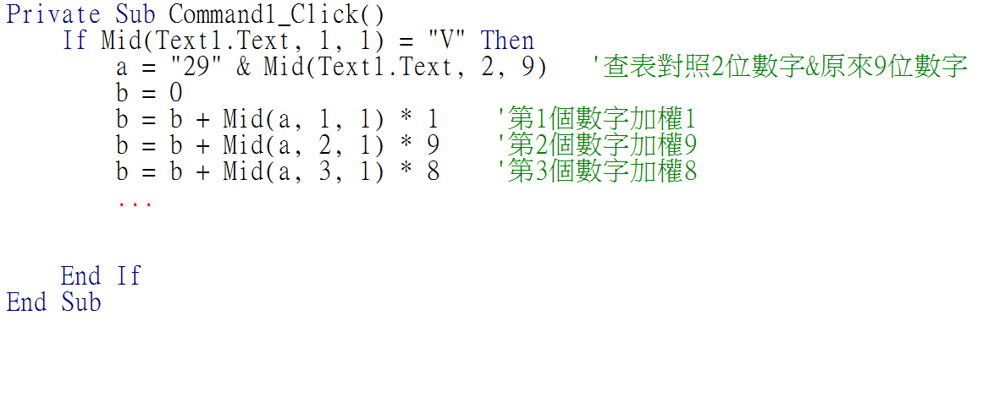 Private Sub Command1_Click()
    If Mid(Text1.Text, 1, 1) = "V" Then
        a = "29" & Mid(Text1.Text, 2, 9)   '查表對照2位數字&原來9位數字
        b = 0
        b = b + Mid(a, 1, 1) * 1    '第1個數字加權1
        b = b + Mid(a, 2, 1) * 9    '第2個數字加權9
        b = b + Mid(a, 3, 1) * 8    '第3個數字加權8
        ...
    End If
End Sub